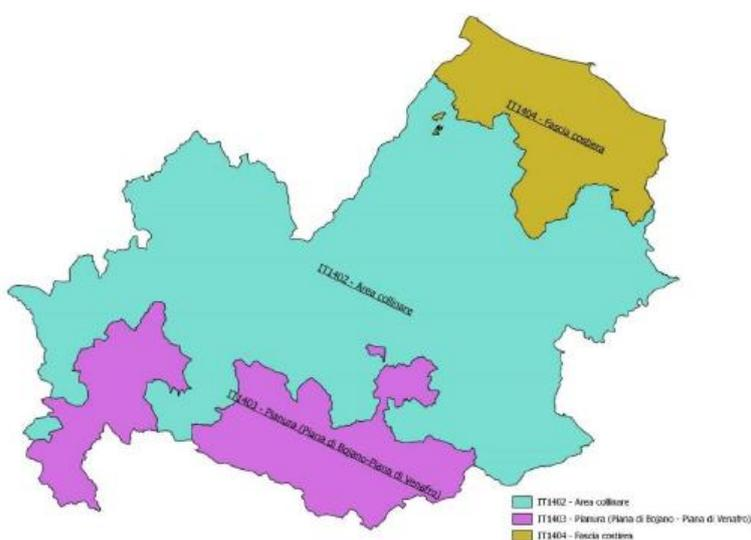 IT1404 - Fascia costiera
IT1402 - Area collinare
IT1403 - Pianura (Piana di Bojano-Piana di Venafro)
IT1402 - Area collinare
IT1403 - Pianura (Piana di Bojano - Piana di Venafro)
IT1404 - Fascia costiera